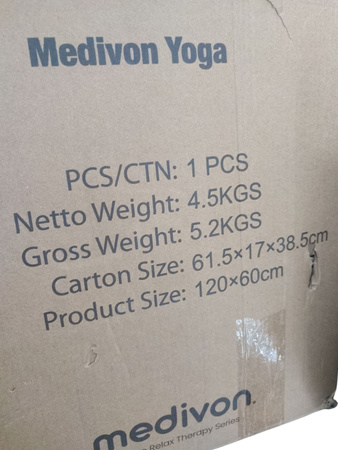 Medivon Yoga
PCS/CTN: 1 PCS
Netto Weight: 4.5KGS
Gross Weight: 5.2KGS
Carton Size: 61.5×17×38.5cm
Product Size: 120×60cm
medivon.
Relax Therapy Series